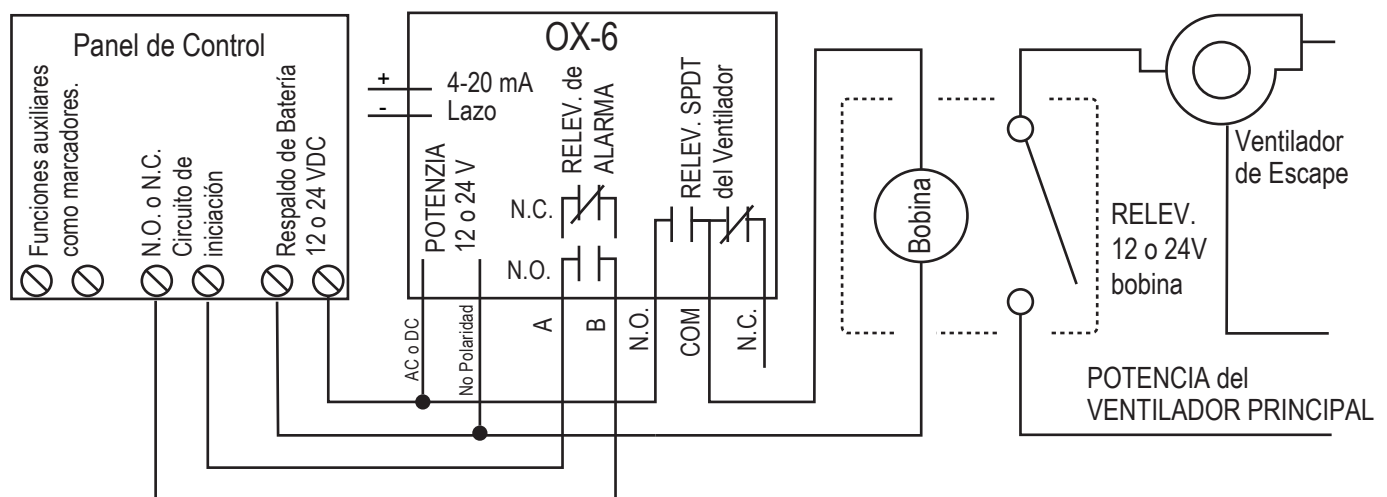 Panel de Control
Funciones auxiliares
como marcadores.
N.O. o N.C.
Circuito de
iniciación
Respaldo de Batería
12 o 24 VDC
OX-6
+
4-20 mA
-
Lazo
POTENZIA
12 o 24 V
RELEV. de
ALARMA
N.C.
N.O.
RELEV. SPDT
del Ventilador
AC o DC
No Polaridad
A
B
N.O.
COM
N.C.
Bobina
RELEV.
12 o 24V
bobina
Ventilador
de Escape
POTENCIA del
VENTILADOR PRINCIPAL